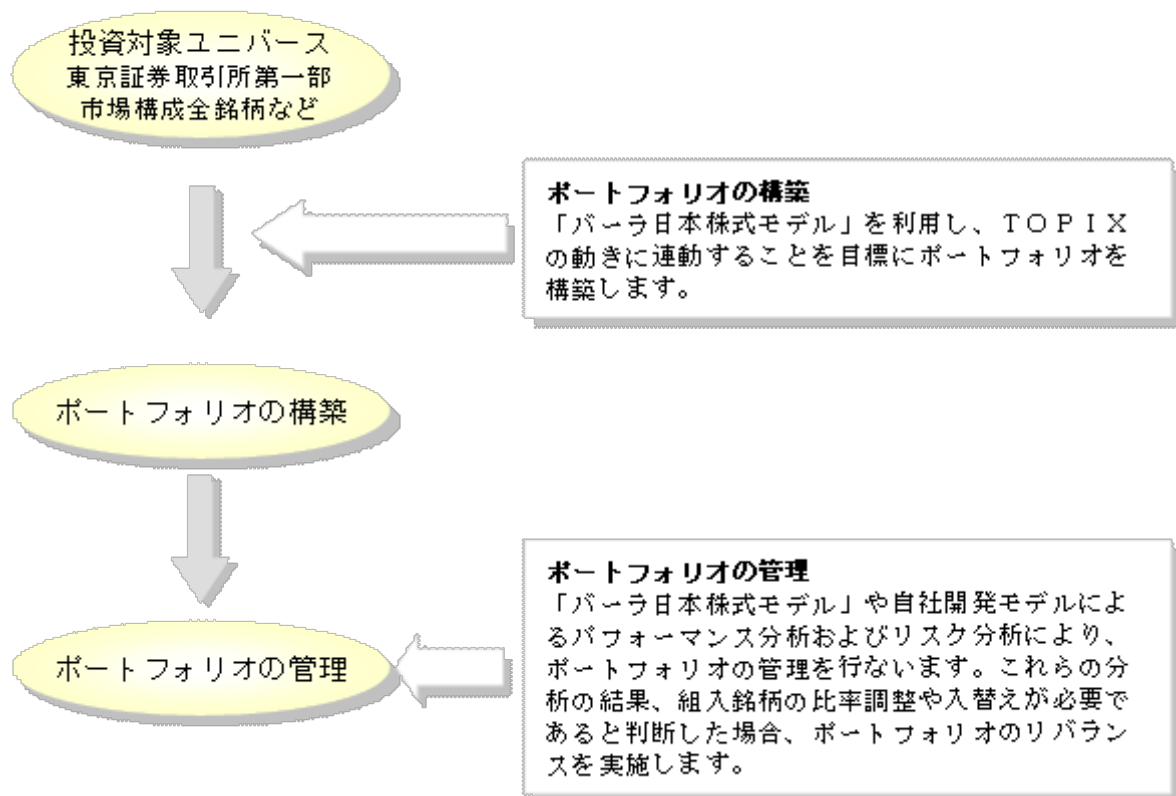 投資対象ユニバース
東京証券取引所第一部
市場構成全銘柄など
ポートフォリオの構築
「バーラ日本株式モデル」を利用し、ＴＯＰＩＸ
の動きに連動することを目標にポートフォリオを
構築します。
ポートフォリオの構築
ポートフォリオの管理
「バーラ日本株式モデル」や自社開発モデルによ
るパフォーマンス分析およびリスク分析により、
ポートフォリオの管理を行ないます。これらの分
析の結果、組入銘柄の比率調整や入替えが必要で
あると判断した場合、ポートフォリオのリバラン
スを実施します。
ポートフォリオの管理